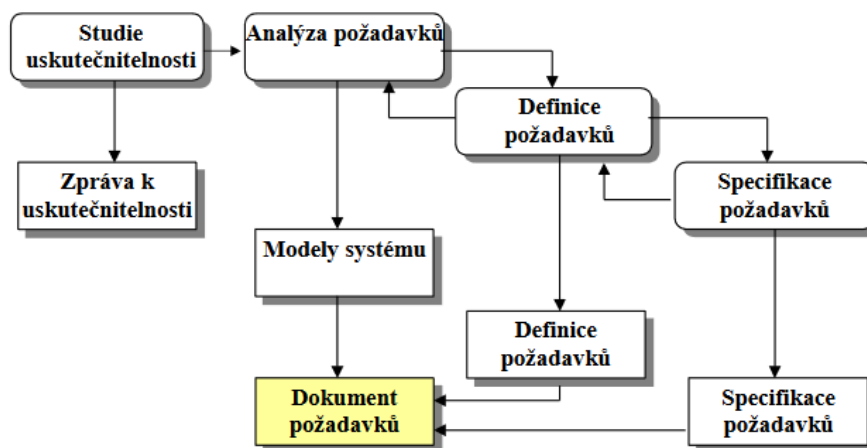 Studie
uskutečnitelnosti
Analýza požadavků
Definice
požadavků
Zpráva k
uskutečnitelnosti
Specifikace
požadavků
Modely systému
Definice
požadavků
Dokument
požadavků
Specifikace
požadavků